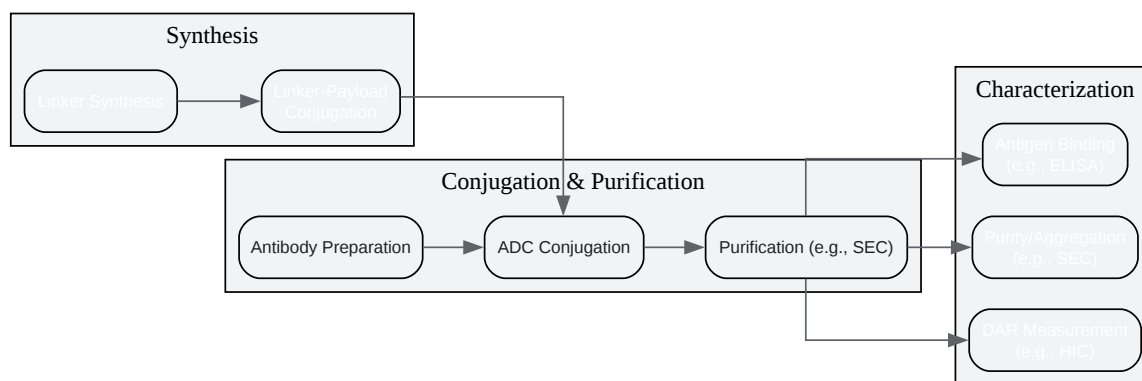 Synthesis
Linker Synthesis
Linker-Payload
Conjugation
Conjugation & Purification
Antibody Preparation
ADC Conjugation
Purification (e.g., SEC)
Characterization
Antigen Binding
(e.g., ELISA)
Purity/Aggregation
(e.g., SEC)
DAR Measurement
(e.g., HIC)